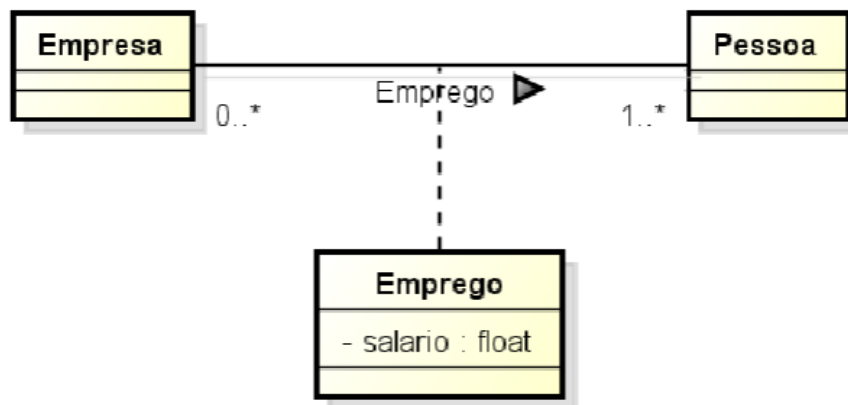 Empresa
Pessoa
Emprego
0..*
1..*
Emprego
- salario : float